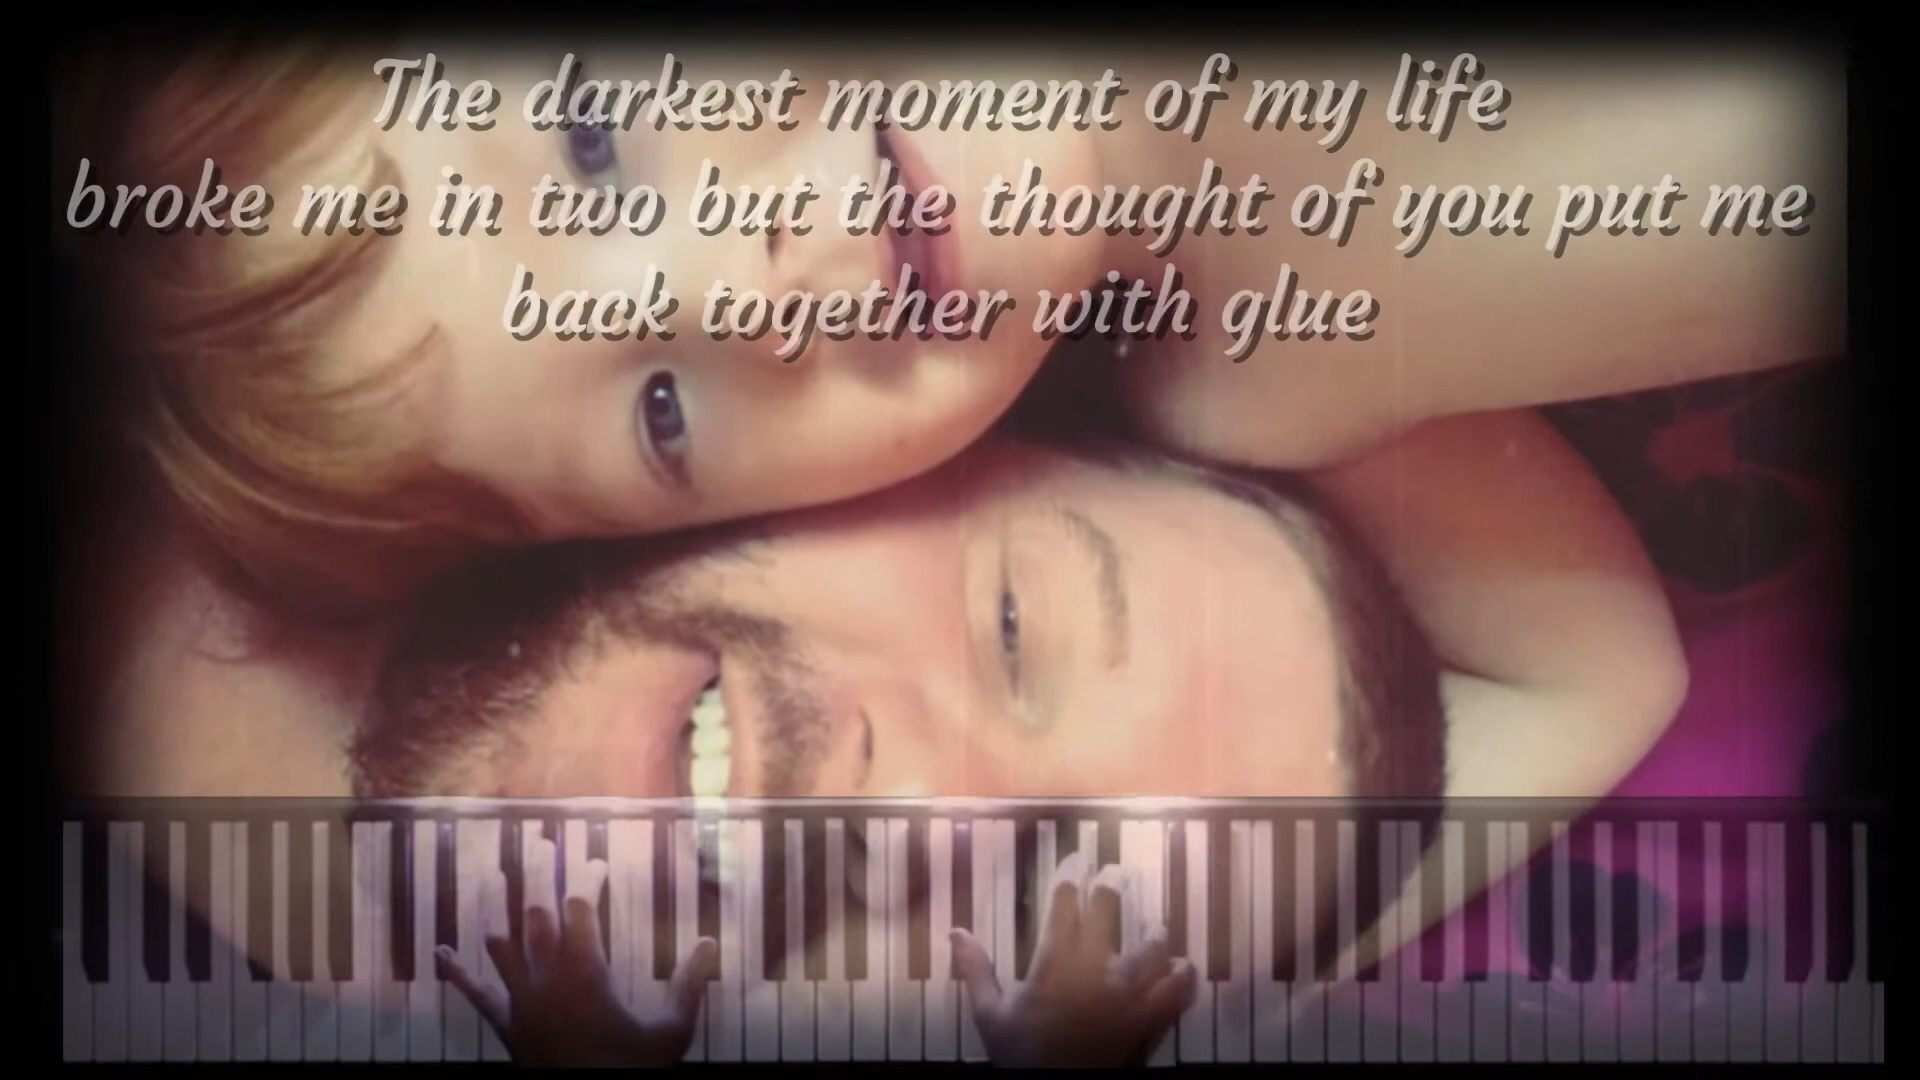 The darkest moment of my life
broke me in two but the thought of you put me
back together with glue